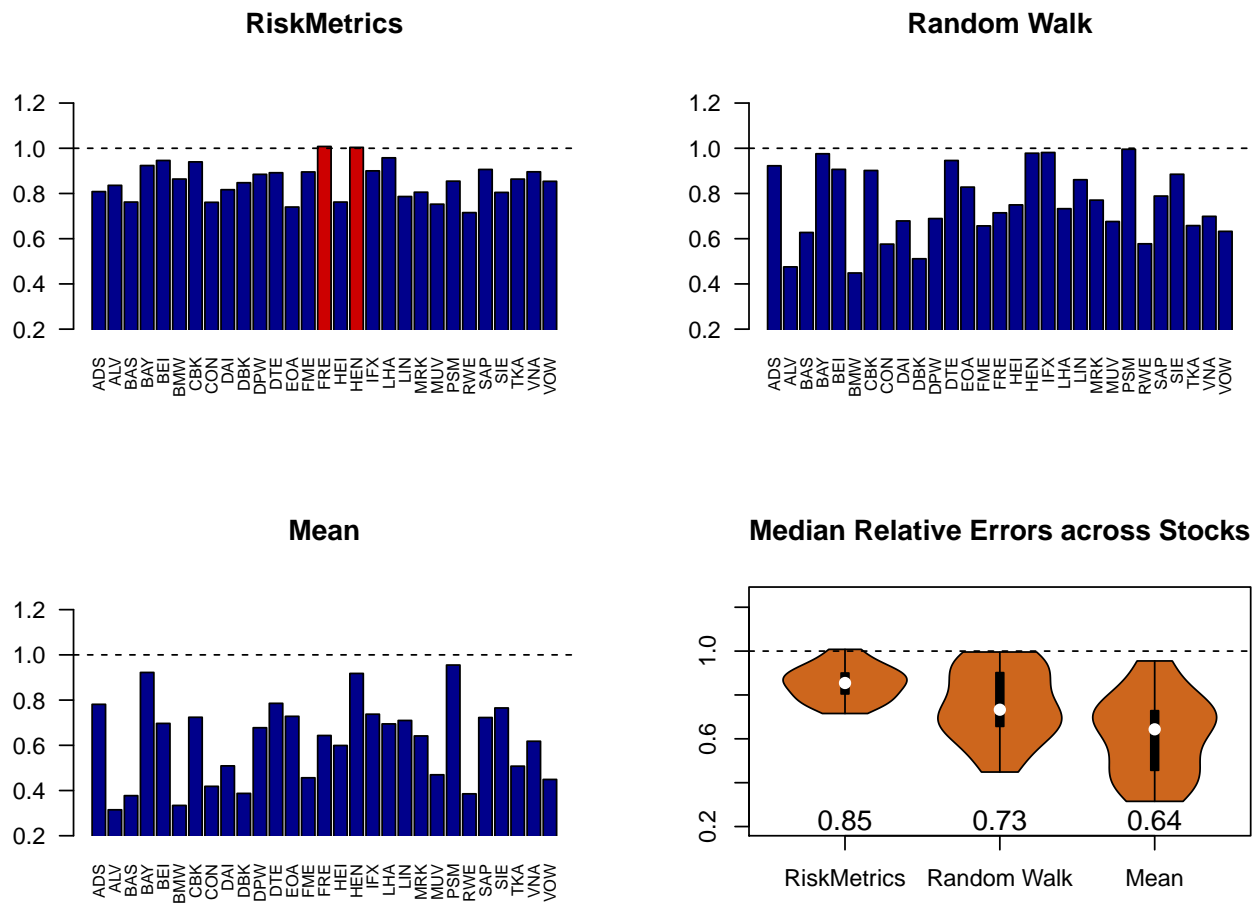 RiskMetrics
1.2
1.0
0.8
0.6
0.4
0.2
ADS ALV BAS BAY BEI BMW CBK CON DAI DBK DPW DTE EOA FME FRE HEI HEN IFX LHA LIN MRK MUV PSM RWE SAP SIE TKA VNA VOW
Random Walk
1.2
1.0
0.8
0.6
0.4
0.2
ADS ALV BAS BAY BEI BMW CBK CON DAI DBK DPW DTE EOA FME FRE HEI HEN IFX LHA LIN MRK MUV PSM RWE SAP SIE TKA VNA VOW
Mean
1.2
1.0
0.8
0.6
0.4
0.2
ADS ALV BAS BAY BEI BMW CBK CON DAI DBK DPW DTE EOA FME FRE HEI HEN IFX LHA LIN MRK MUV PSM RWE SAP SIE TKA VNA VOW
Median Relative Errors across Stocks
1.0
0.6
0.2
0.85 0.73 0.64
RiskMetrics Random Walk Mean